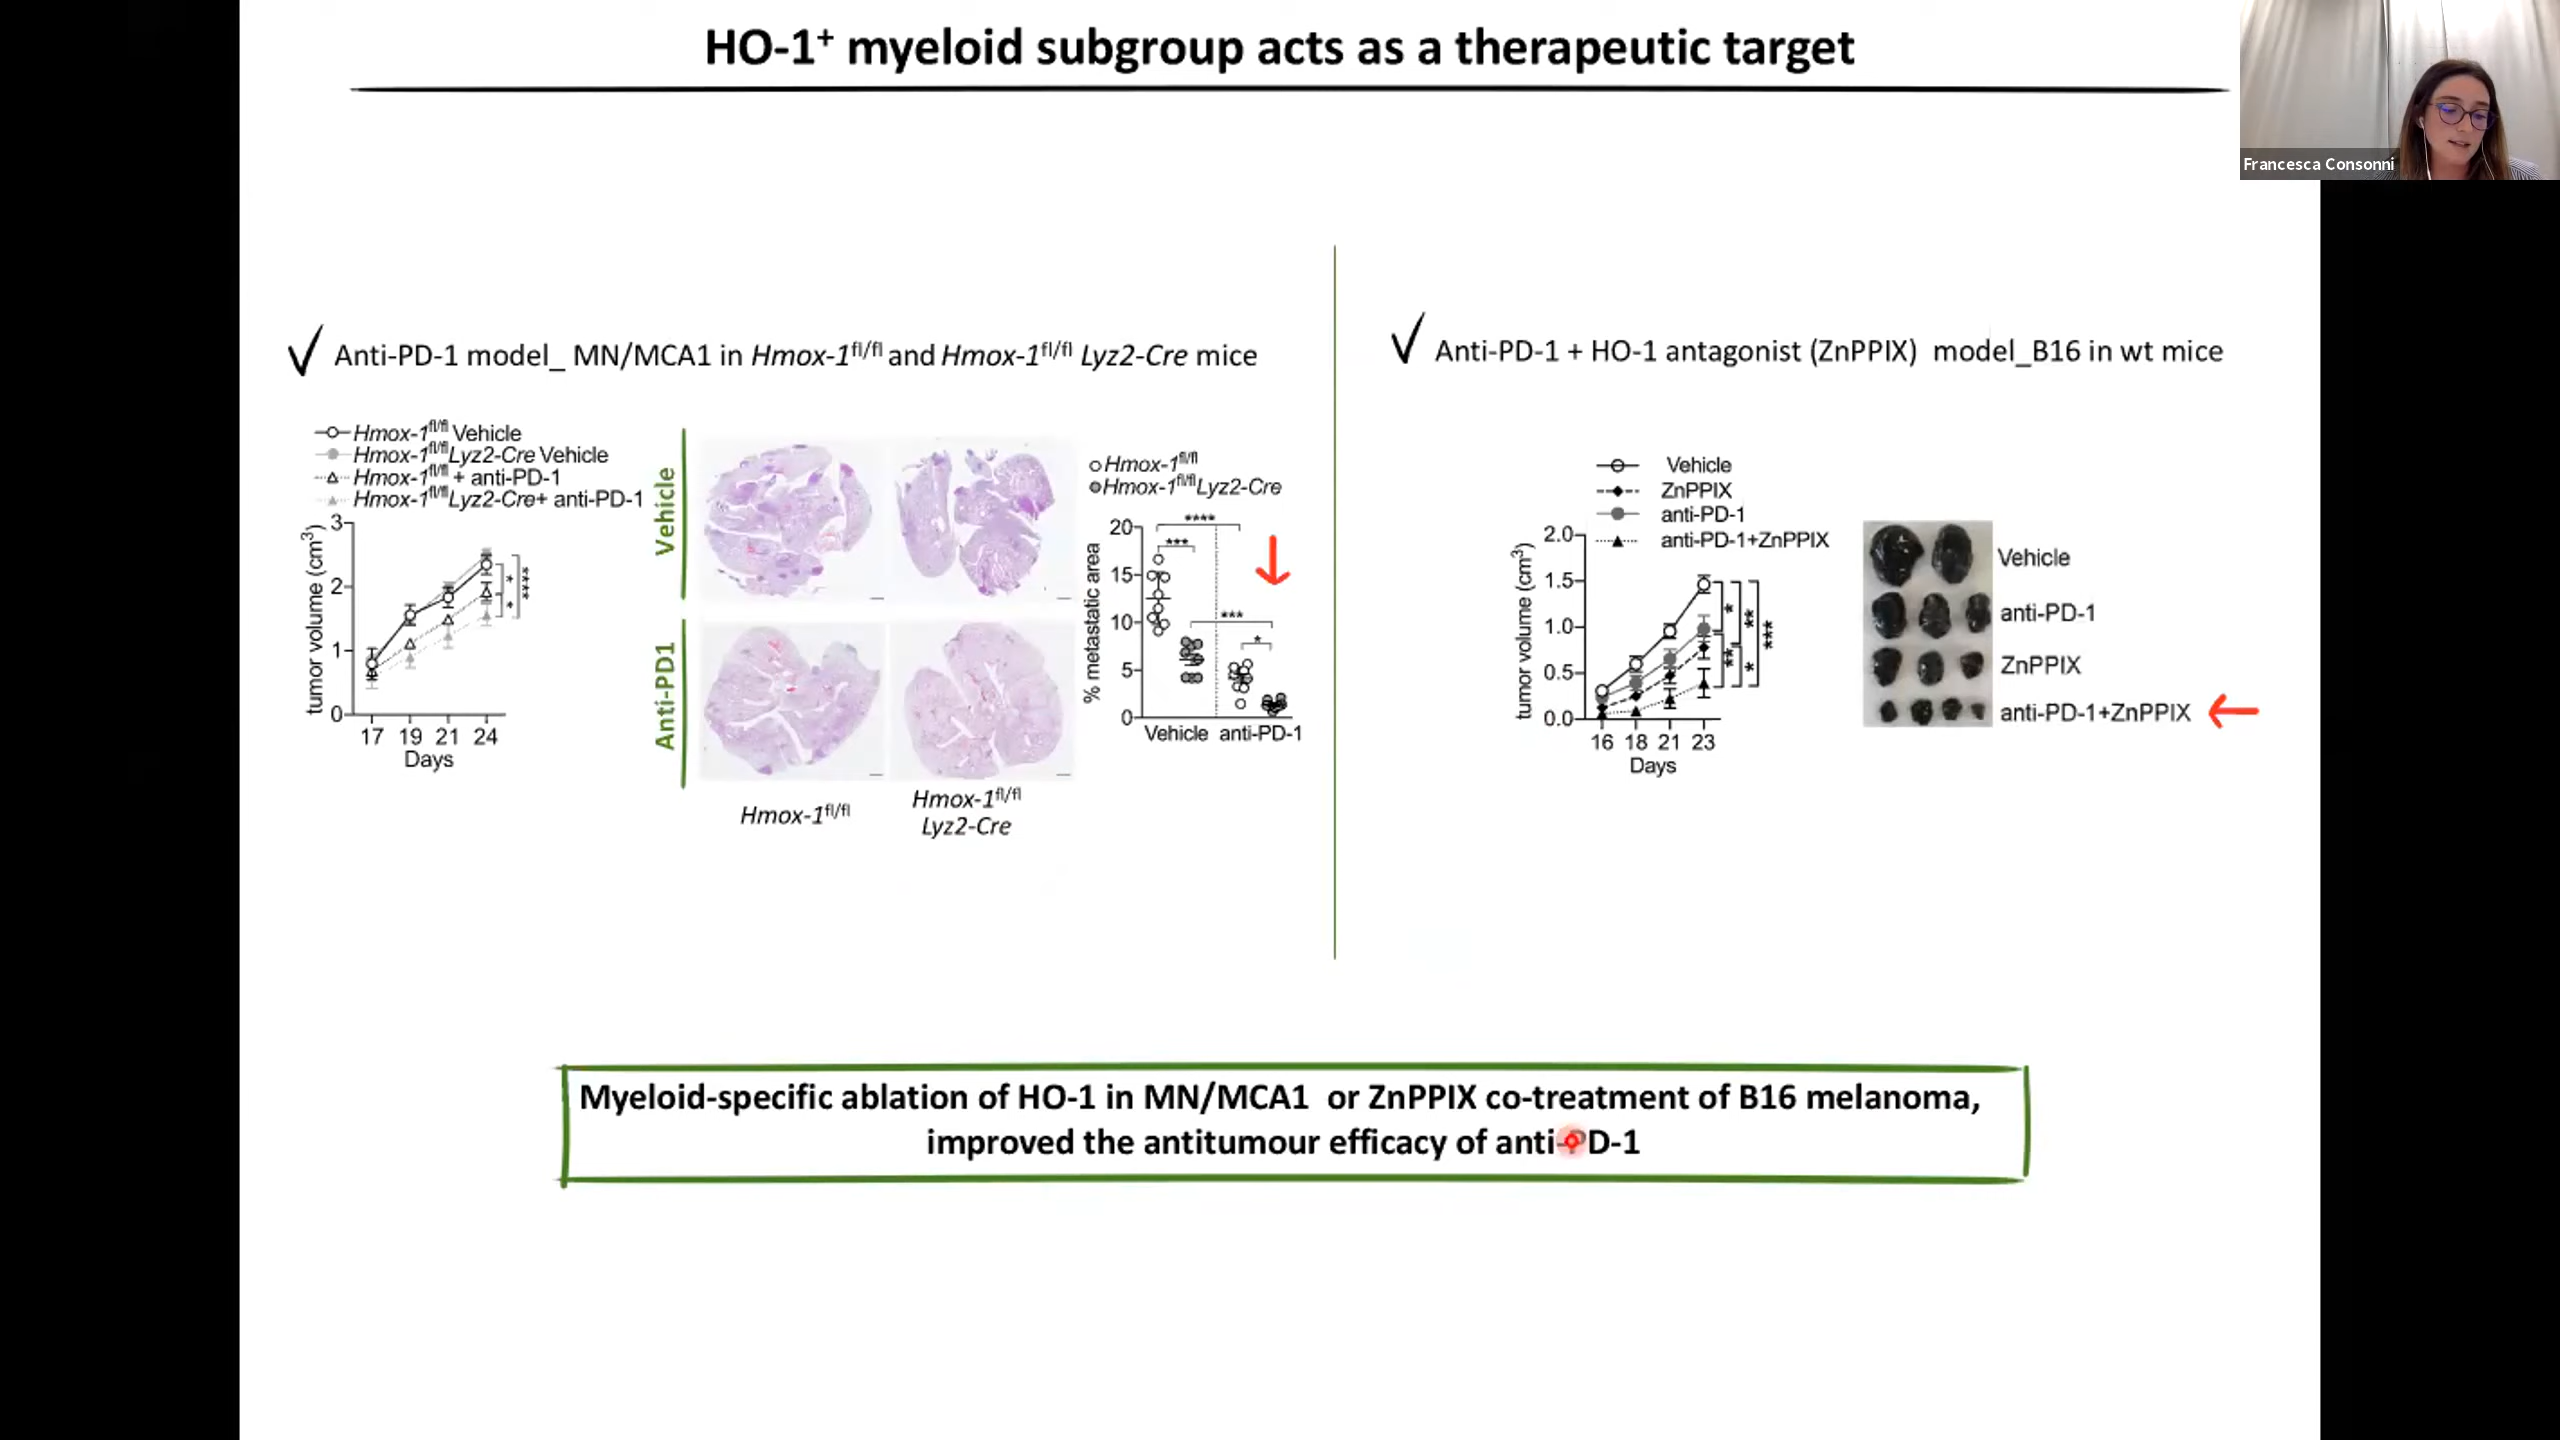 HO-1⁺ myeloid subgroup acts as a therapeutic target
Francesca Consonni
Anti-PD-1 model_ MN/MCA1 in Hmox-1fl/fl and Hmox-1fl/fl Lyz2-Cre mice
Hmox-1fl/fl Vehicle
Hmox-1fl/fl Lyz2-Cre Vehicle
Hmox-1fl/fl + anti-PD-1
Hmox-1fl/fl Lyz2-Cre+ anti-PD-1
tumor volume (cm³)
3
2
1
0
17 19 21 24
Days
*
*
****
Vehicle
Anti-PD1
Hmox-1fl/fl
Hmox-1fl/fl
Lyz2-Cre
Hmox-1fl/fl
Hmox-1fl/fl Lyz2-Cre
% metastatic area
20
15
10
5
0
****
***
***
*
Vehicle anti-PD-1
Anti-PD-1 + HO-1 antagonist (ZnPPIX) model_B16 in wt mice
Vehicle
ZnPPIX
anti-PD-1
anti-PD-1+ZnPPIX
tumor volume (cm³)
2.0
1.5
1.0
0.5
0.0
16 18 21 23
Days
*
**
***
**
*
Vehicle
anti-PD-1
ZnPPIX
anti-PD-1+ZnPPIX
Myeloid-specific ablation of HO-1 in MN/MCA1 or ZnPPIX co-treatment of B16 melanoma,
improved the antitumour efficacy of anti-PD-1